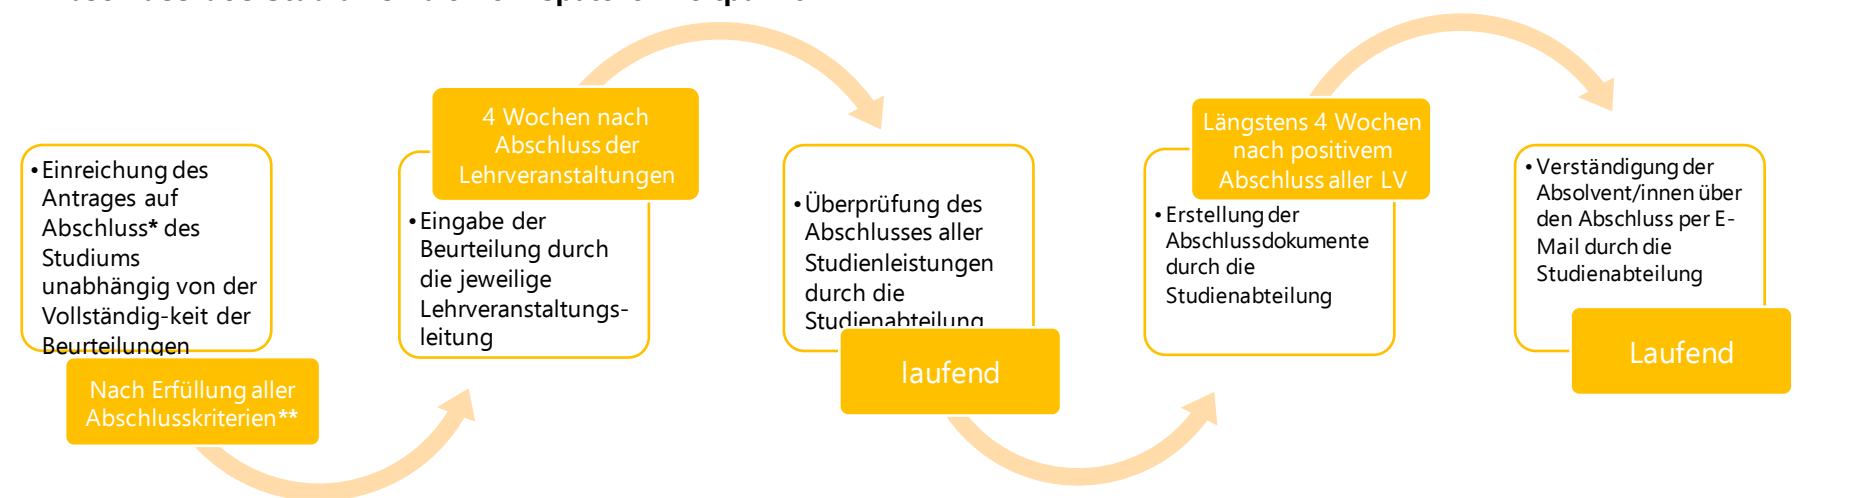 •Einreichung des
Antrages auf
Abschluss* des
Studiums
unabhängig von der
Vollständig-keit der
Beurteilungen
Nach Erfüllung aller
Abschlusskriterien**
4 Wochen nach
Abschluss der
Lehrveranstaltungen
•Eingabe der
Beurteilung durch
die jeweilige
Lehrveranstaltungs-
leitung
•Überprüfung des
Abschlusses aller
Studienleistungen
durch die
Studienabteilung
laufend
Längstens 4 Wochen
nach positivem
Abschluss aller LV
•Erstellung der
Abschlussdokumente
durch die
Studienabteilung
•Verständigung der
Absolvent/innen über
den Abschluss per E-
Mail durch die
Studienabteilung
Laufend